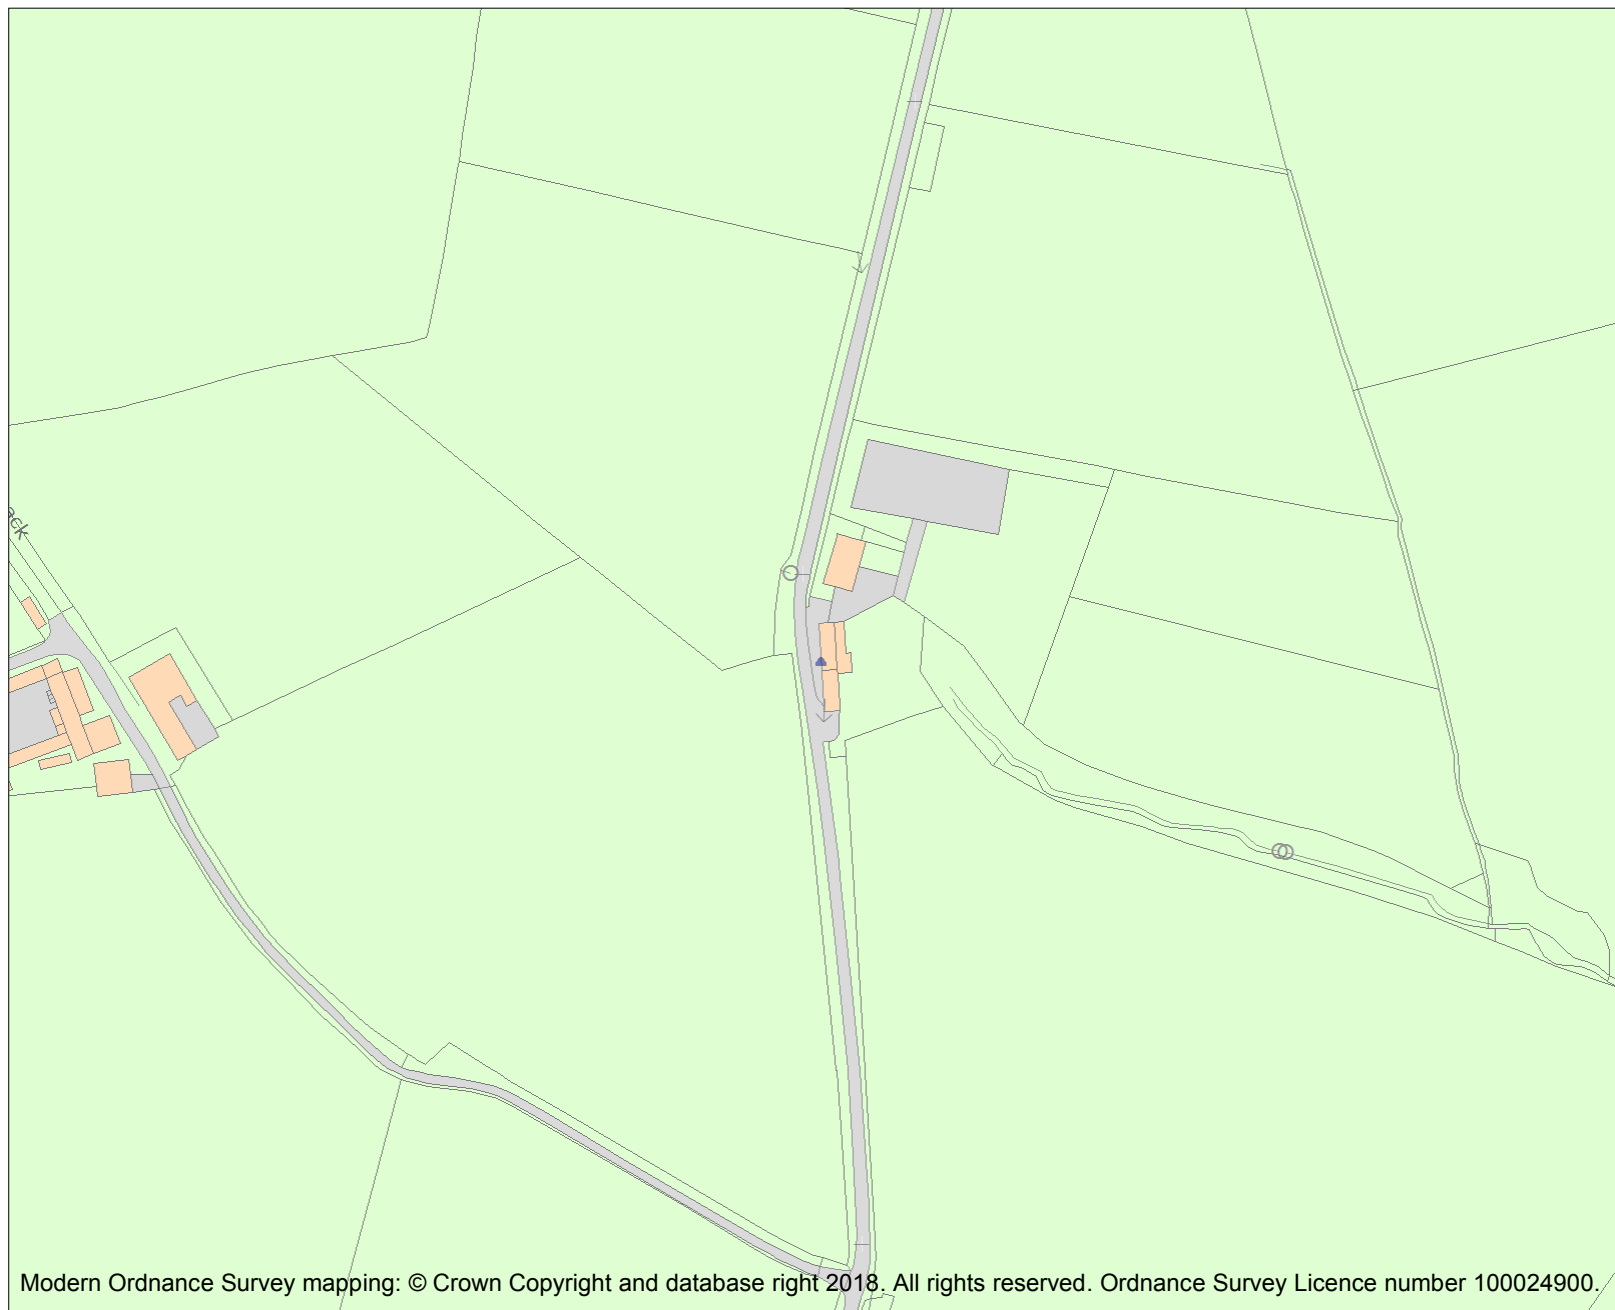 Modern Ordnance Survey mapping: © Crown Copyright and database right 2018. All rights reserved. Ordnance Survey Licence number 100024900.